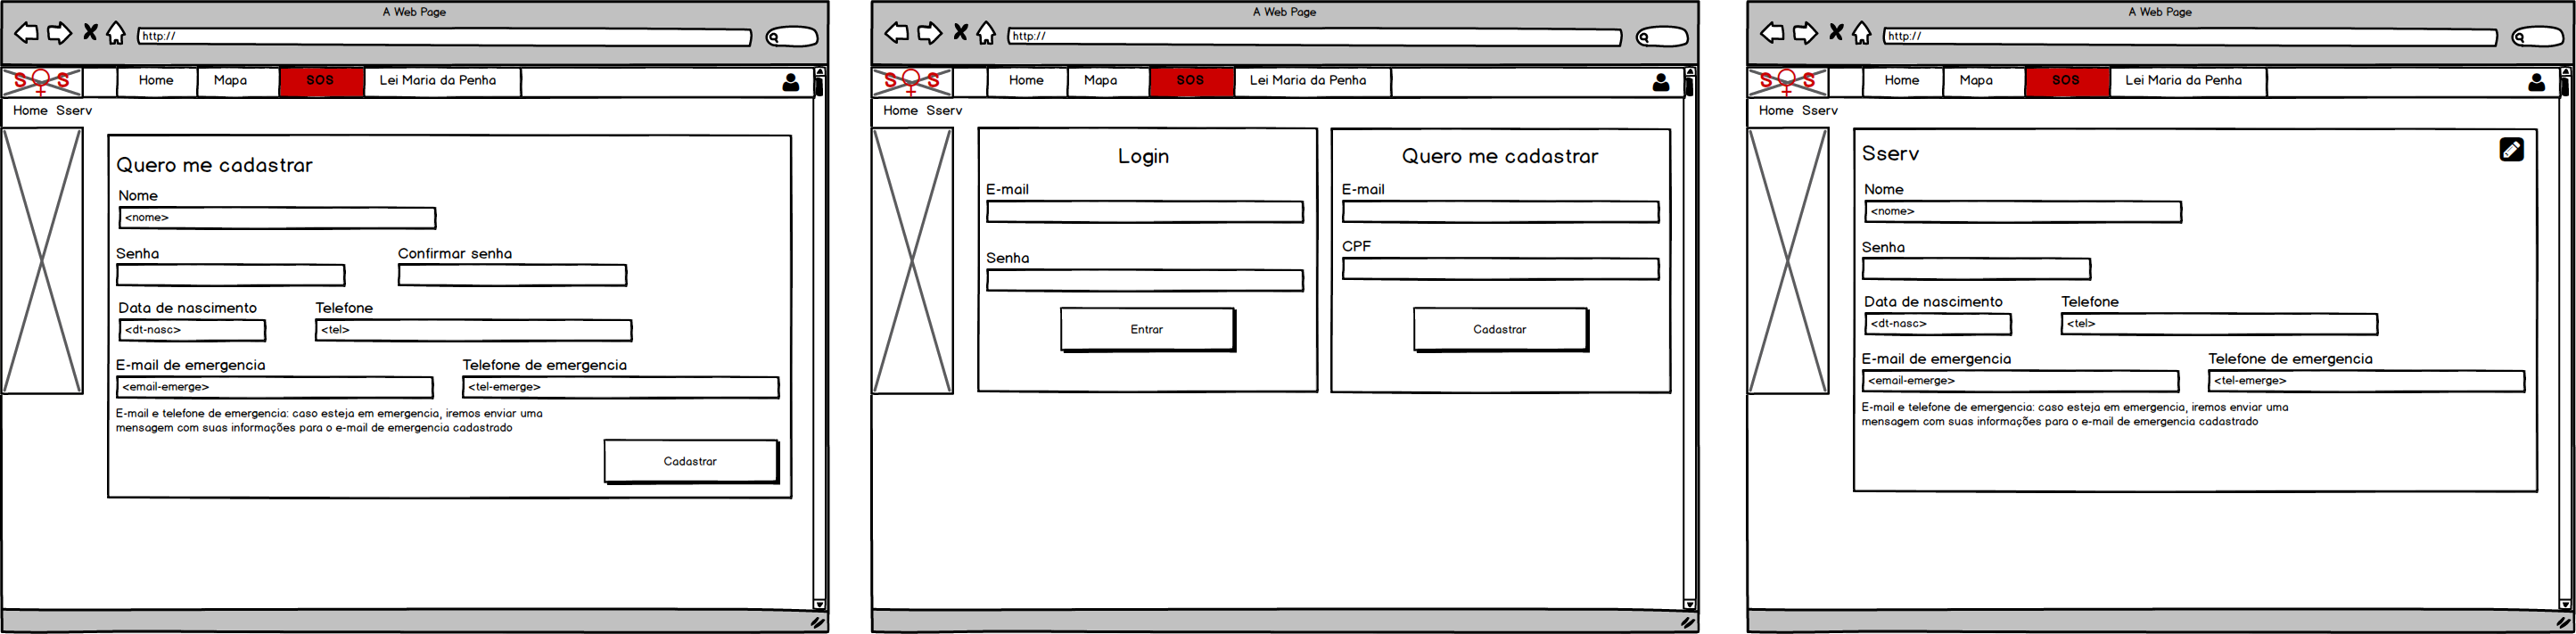 A Web Page
http://
S S
Home Mapa SOS Lei Maria da Penha
Home Sserv
Quero me cadastrar
Nome
<nome>
Senha Confirmar senha
Data de nascimento Telefone
<dt-nasc> <tel>
E-mail de emergencia Telefone de emergencia
<email-emerge> <tel-emerge>
E-mail e telefone de emergencia: caso esteja em emergencia, iremos enviar uma
mensagem com suas informações para o e-mail de emergencia cadastrado
Cadastrar
A Web Page
http://
S S
Home Mapa SOS Lei Maria da Penha
Home Sserv
Login
E-mail
Senha
Entrar
Quero me cadastrar
E-mail
CPF
Cadastrar
A Web Page
http://
S S
Home Mapa SOS Lei Maria da Penha
Home Sserv
Sserv
Nome
<nome>
Senha
Data de nascimento Telefone
<dt-nasc> <tel>
E-mail de emergencia Telefone de emergencia
<email-emerge> <tel-emerge>
E-mail e telefone de emergencia: caso esteja em emergencia, iremos enviar uma
mensagem com suas informações para o e-mail de emergencia cadastrado